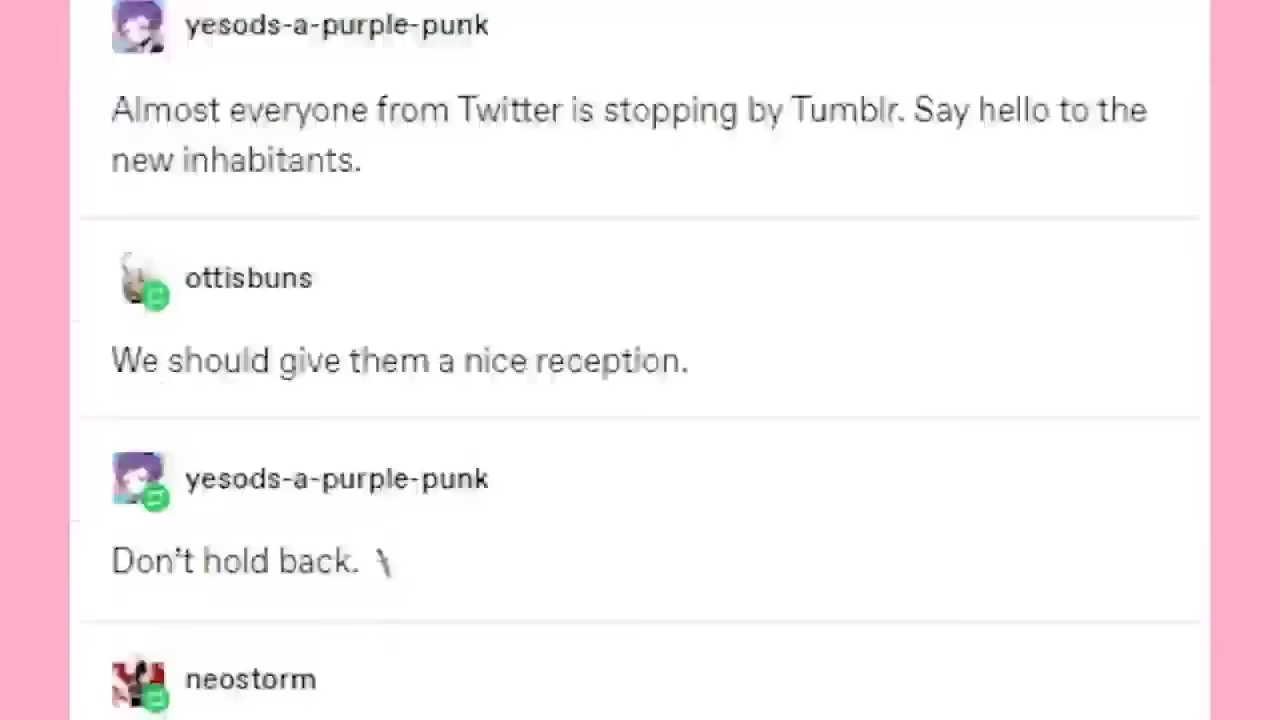 yesods-a-purple-punk
Almost everyone from Twitter is stopping by Tumblr. Say hello to the
new inhabitants.
ottisbuns
We should give them a nice reception.
yesods-a-purple-punk
Don't hold back.
neostorm